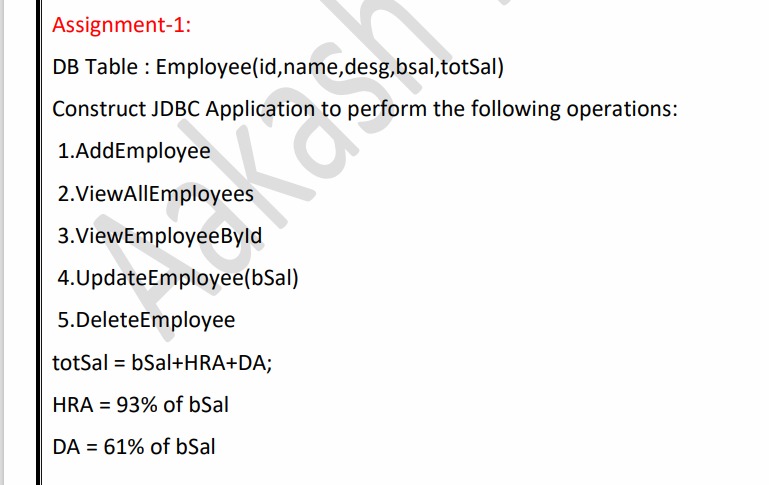 Assignment-1:
DB Table : Employee(id,name,desg,bsal,totSal)
Construct JDBC Application to perform the following operations:
1.AddEmployee
2.ViewAllEmployees
3.ViewEmployeeById
4.UpdateEmployee(bSal)
5.DeleteEmployee
totSal = bSal+HRA+DA;
HRA = 93% of bSal
DA = 61% of bSal
Aakash